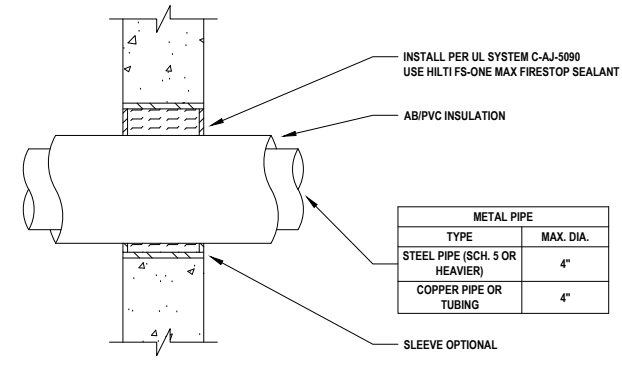 INSTALL PER UL SYSTEM C-AJ-5090
USE HILTI FS-ONE MAX FIRESTOP SEALANT
AB/PVC INSULATION
METAL PIPE
TYPE MAX. DIA.
STEEL PIPE (SCH. 5 OR
HEAVIER) 4"
COPPER PIPE OR
TUBING 4"
SLEEVE OPTIONAL